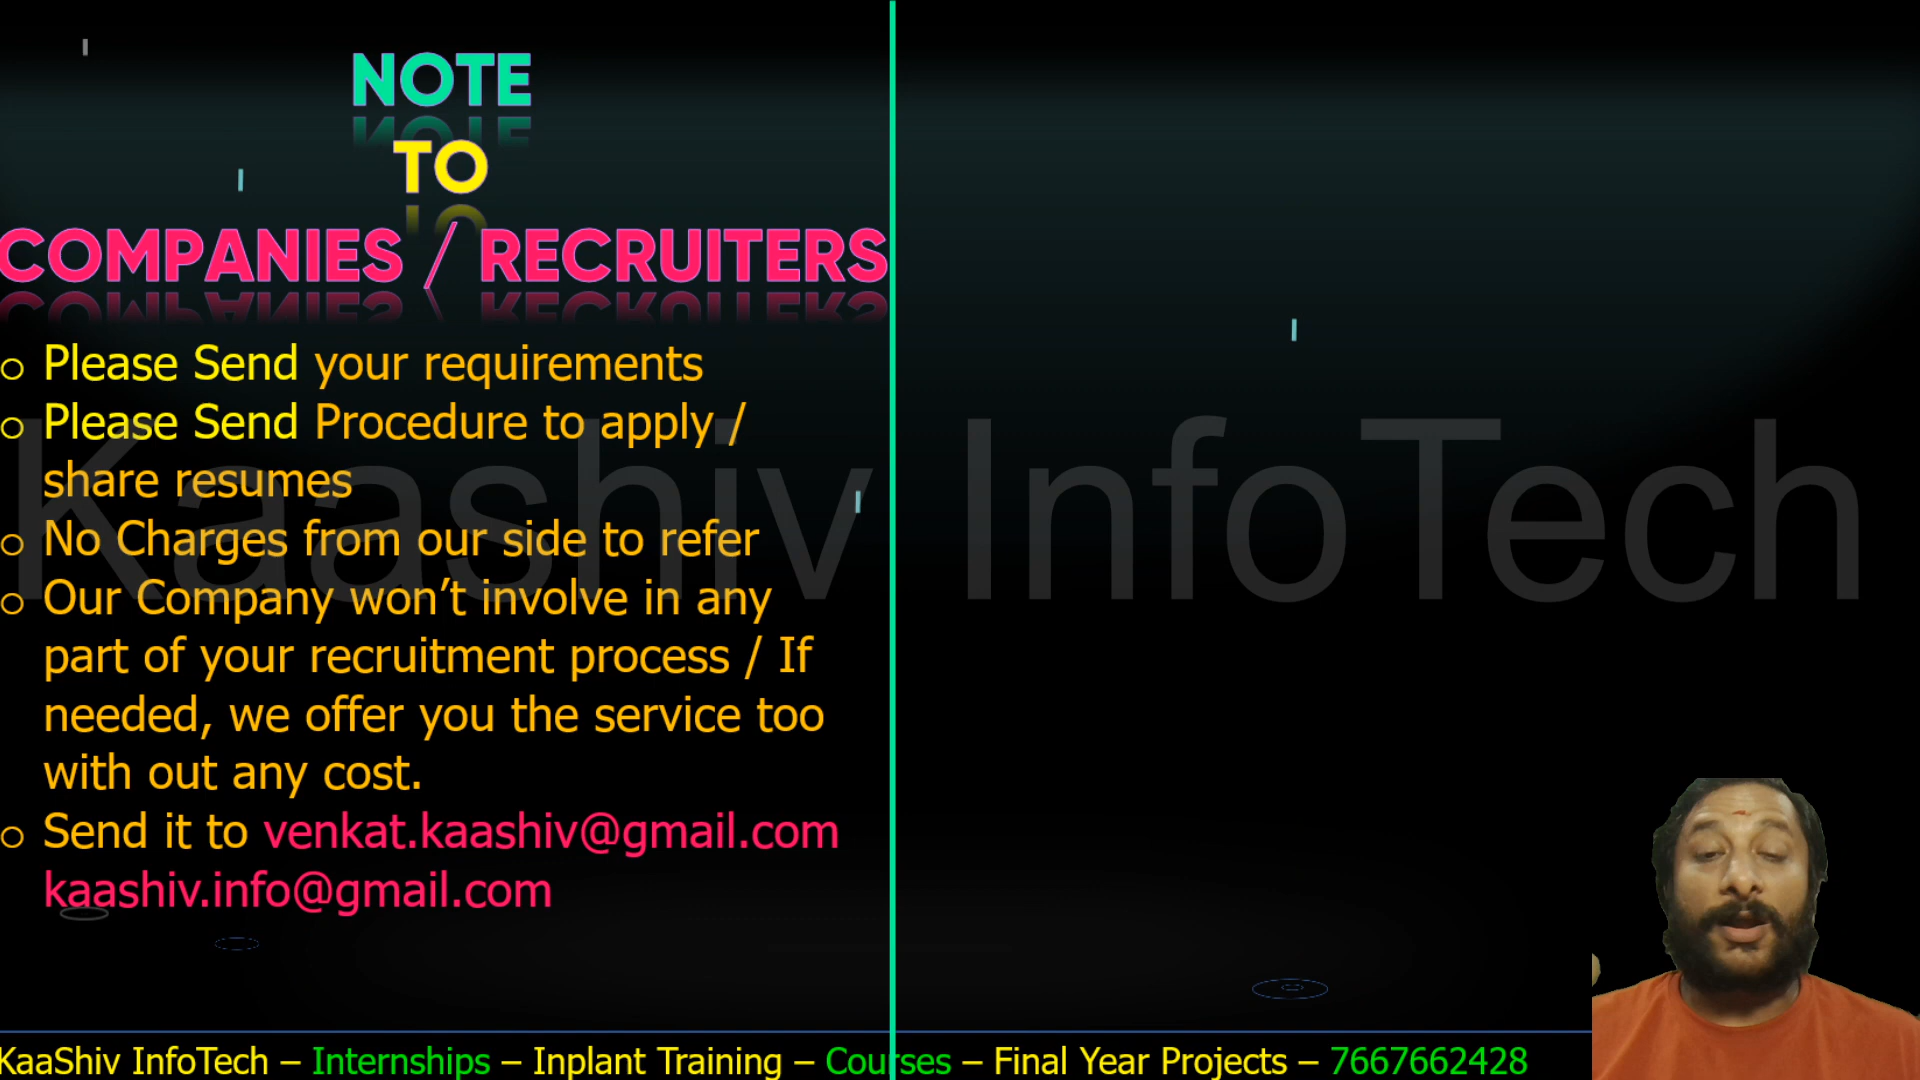 NOTE
TO
COMPANIES / RECRUITERS
o Please Send your requirements
o Please Send Procedure to apply /
share resumes
o No Charges from our side to refer
o Our Company won’t involve in any
part of your recruitment process / If
needed, we offer you the service too
with out any cost.
o Send it to venkat.kaashiv@gmail.com
kaashiv.info@gmail.com
Kaashiv InfoTech
KaaShiv InfoTech – Internships – Inplant Training – Courses – Final Year Projects – 7667662428